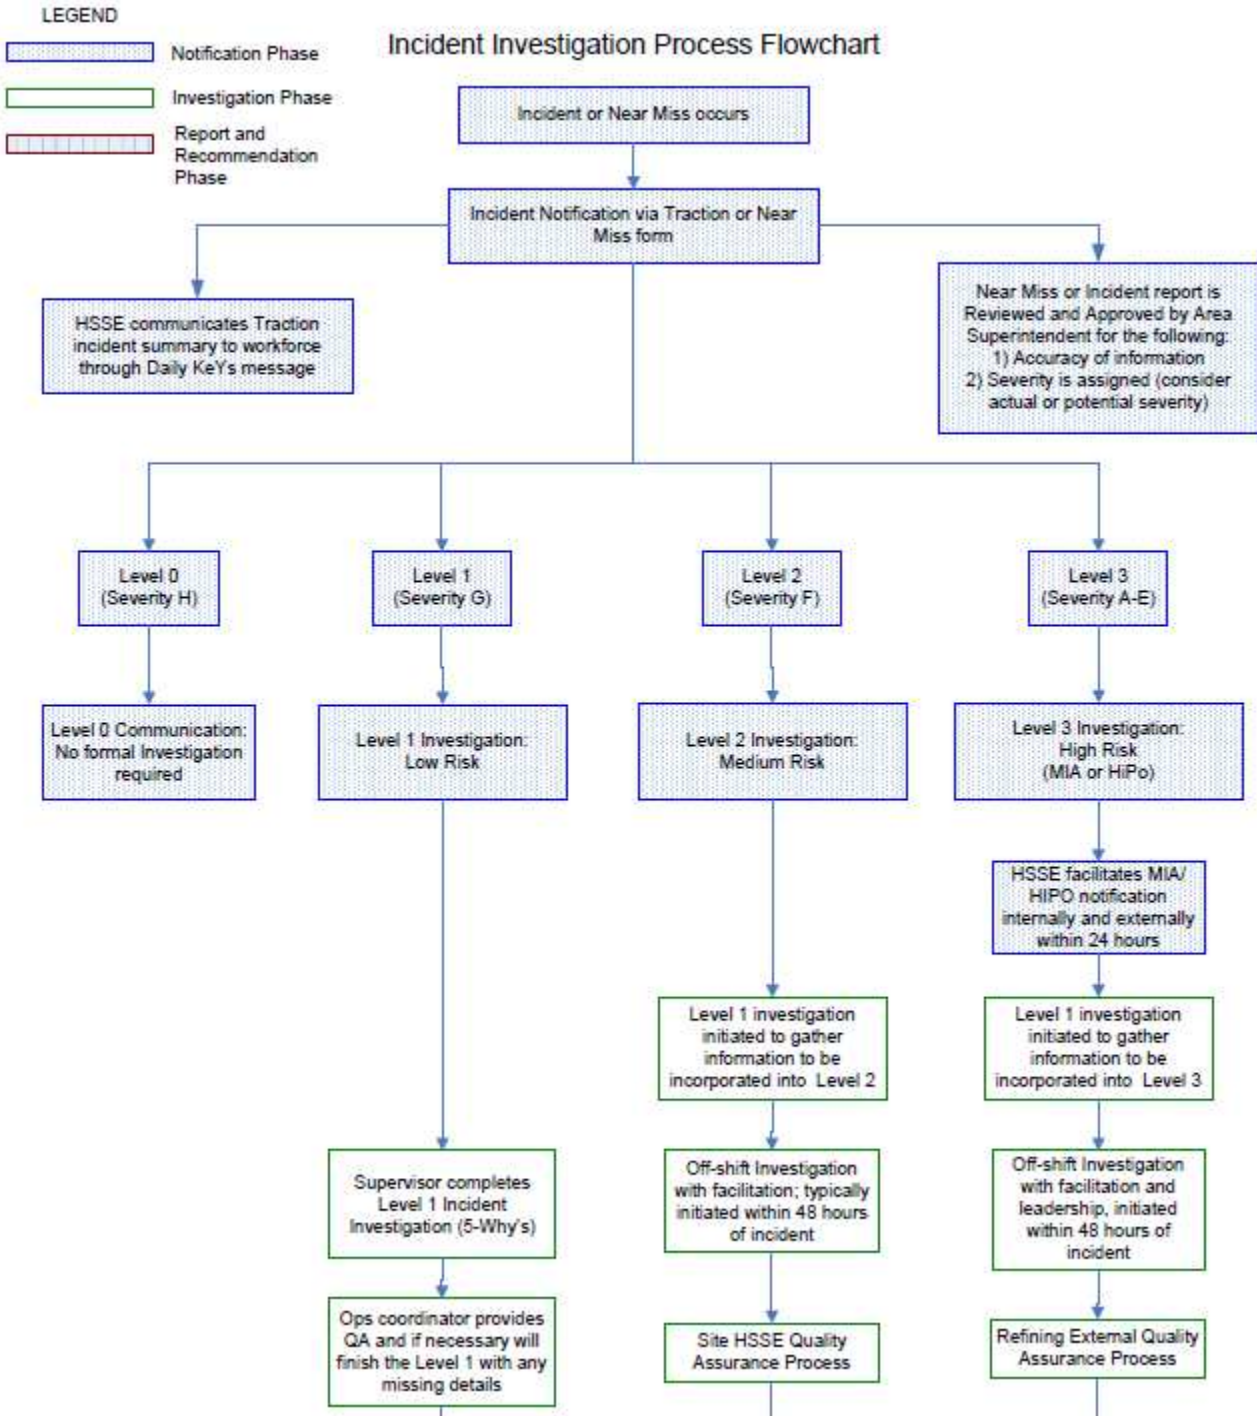 LEGEND
Notification Phase
Investigation Phase
Report and
Recommendation
Phase
Incident Investigation Process Flowchart
Incident or Near Miss occurs
Incident Notification via Traction or Near
Miss form
HSSE communicates Traction
incident summary to workforce
through Daily KeYs message
Near Miss or Incident report is
Reviewed and Approved by Area
Superintendent for the following:
1) Accuracy of information
2) Severity is assigned (consider
actual or potential severity)
Level 0
(Severity H)
Level 1
(Severity G)
Level 2
(Severity F)
Level 3
(Severity A-E)
Level 0 Communication:
No formal Investigation
required
Level 1 Investigation:
Low Risk
Level 2 Investigation:
Medium Risk
Level 3 Investigation:
High Risk
(MIA or HiPo)
HSSE facilitates MIA/
HIPO notification
internally and externally
within 24 hours
Level 1 investigation
initiated to gather
information to be
incorporated into Level 2
Level 1 investigation
initiated to gather
information to be
incorporated into Level 3
Supervisor completes
Level 1 Incident
Investigation (5-Why's)
Off-shift Investigation
with facilitation; typically
initiated within 48 hours
of incident
Off-shift Investigation
with facilitation and
leadership, initiated
within 48 hours of
incident
Ops coordinator provides
QA and if necessary will
finish the Level 1 with any
missing details
Site HSSE Quality
Assurance Process
Refining External Quality
Assurance Process